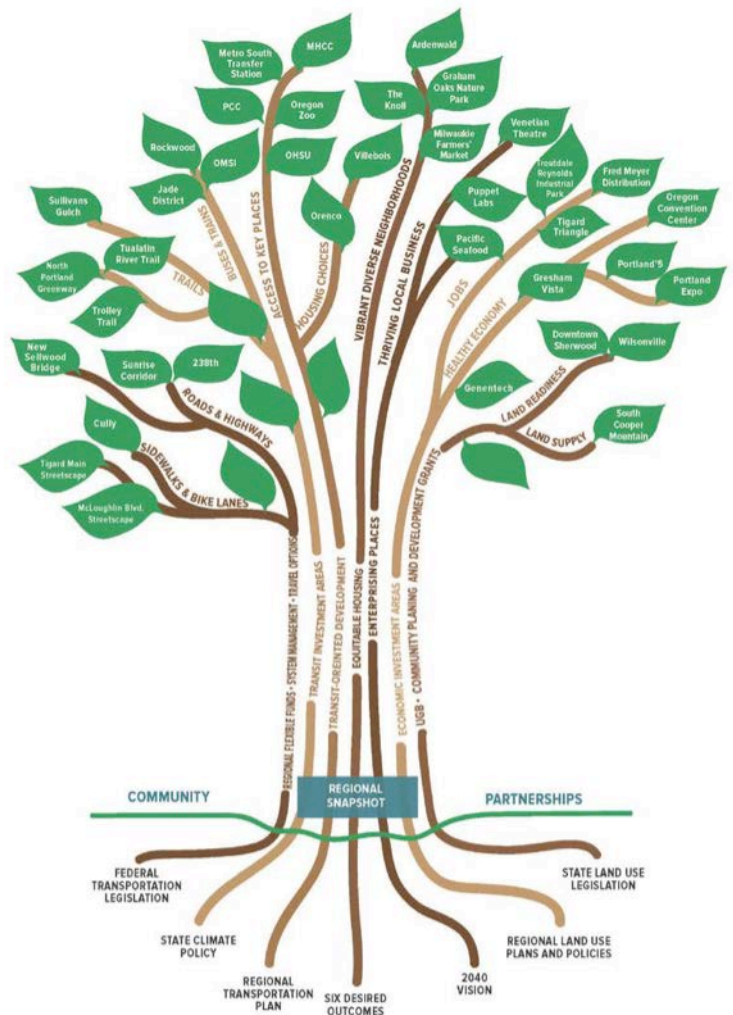 MHCC
Ardenwald
Metro South
Transfer
Station
Graham
Oaks Nature
Park
The
Knoll
PCC
Oregon
Zoo
Venetian
Theatre
Milwaukie
Farmers'
Market
Rockwood
OMSI
OHSU
Villebois
Troutdale
Reynolds
Industrial
Park
Fred Meyer
Distribution
Jade
District
Puppet
Labs
Oregon
Convention
Center
Sullivans
Gulch
Orenco
Tigard
Triangle
Pacific
Seafood
Tualatin
River Trail
North
Portland
Greenway
Gresham
Vista
Portland'5
Portland
Expo
Trolley
Trail
BUSES & TRAINS
ACCESS TO KEY PLACES
HOUSING CHOICES
VIBRANT DIVERSE NEIGHBORHOODS
THRIVING LOCAL BUSINESS
JOBS
HEALTHY ECONOMY
TRAILS
New
Sellwood
Bridge
Sunrise
Corridor
238th
Downtown
Sherwood
Wilsonville
Genentech
ROADS & HIGHWAYS
LAND READINESS
Cully
South
Cooper
Mountain
LAND SUPPLY
SIDEWALKS & BIKE LANES
Tigard Main
Streetscape
McLoughlin Blvd.
Streetscape
REGIONAL FLEXIBLE FUNDS • SYSTEM MANAGEMENT • TRAVEL OPTIONS
TRANSIT INVESTMENT AREAS
TRANSIT-OREINTED DEVELOPMENT
EQUITABLE HOUSING
ENTERPRISING PLACES
ECONOMIC INVESTMENT AREAS
UGB • COMMUNITY PLANING AND DEVELOPMENT GRANTS
COMMUNITY
REGIONAL
SNAPSHOT
PARTNERSHIPS
FEDERAL
TRANSPORTATION
LEGISLATION
STATE LAND USE
LEGISLATION
STATE CLIMATE
POLICY
REGIONAL LAND USE
PLANS AND POLICIES
REGIONAL
TRANSPORTATION
PLAN
SIX DESIRED
OUTCOMES
2040
VISION